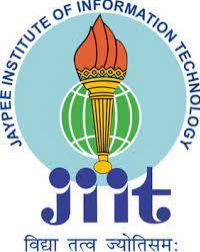 JAYPEE INSTITUTE OF INFORMATION TECHNOLOGY
jiit
विद्या तत्व ज्योतिसमः